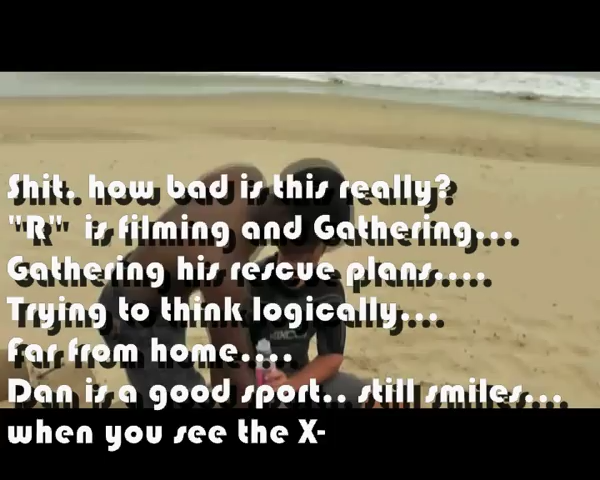 Shit. how bad is this really?
"R" is filming and Gathering...
Gathering his rescue plans....
Trying to think logically...
Far from home....
Dan is a good sport.. still smiles...
when you see the X-